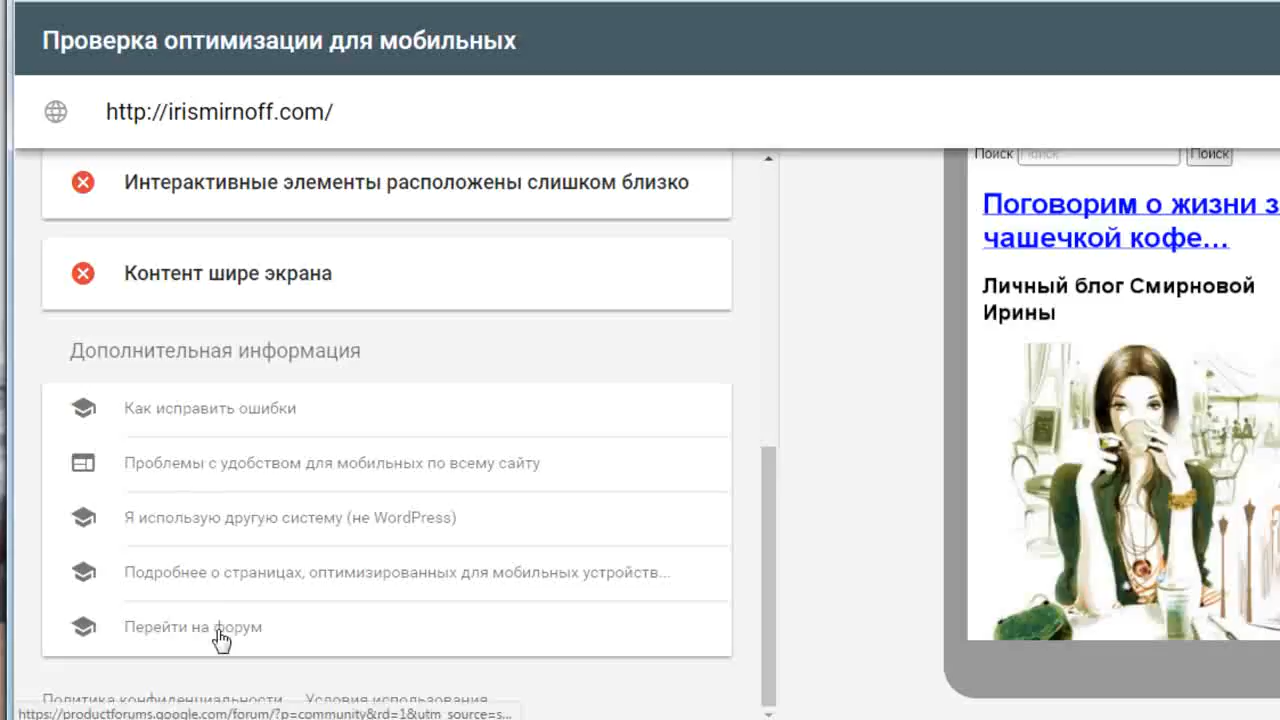 Проверка оптимизации для мобильных
http://irismirnoff.com/
Интерактивные элементы расположены слишком близко
Контент шире экрана
Дополнительная информация
Как исправить ошибки
Проблемы с удобством для мобильных по всему сайту
Я использую другую систему (не WordPress)
Подробнее о страницах, оптимизированных для мобильных устройств...
Перейти на форум
Политика конфиденциальности Условия использования
https://productforums.google.com/forum/?p=community&rd=1&utm_source=s...
Поиск Поиск Поиск
Поговорим о жизни з
чашечкой кофе...
Личный блог Смирновой
Ирины